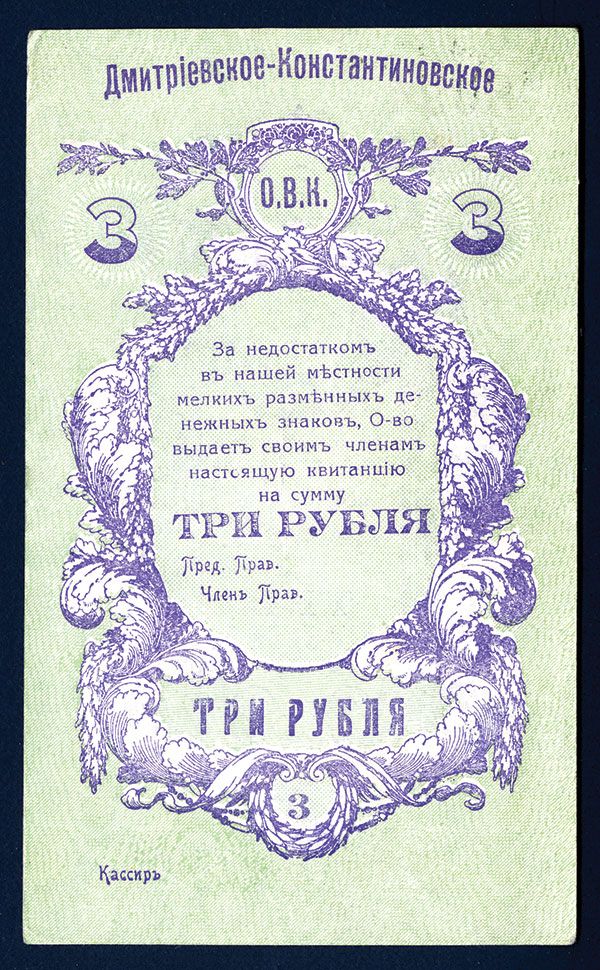 Дмитріевское-Константиновское
О.В.К.
3 3
За недостаткомъ
въ нашей мѣстности
мелкихъ размѣнныхъ де-
нежныхъ знаковъ, О-во
выдаетъ своимъ членамъ
настоящую квитанцію
на сумму
ТРИ РУБЛЯ
Пред. Прав.
Членъ Прав.
ТРИ РУБЛЯ
3
Кассиръ